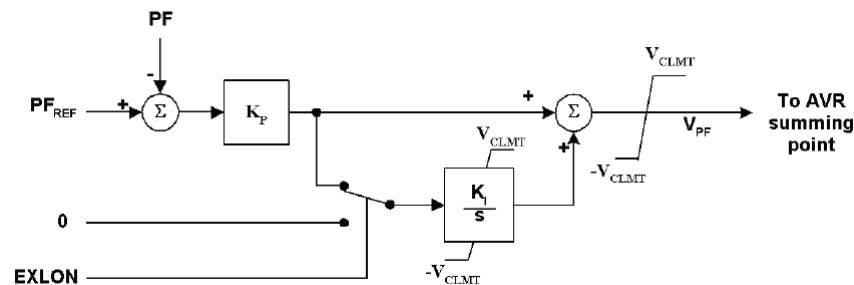 PF
-
PF_REF
+
Σ
K_P
+
Σ
+
V_CLMT
V_PF
-V_CLMT
To AVR
summing
point
V_CLMT
K_I
s
-V_CLMT
0
EXLON